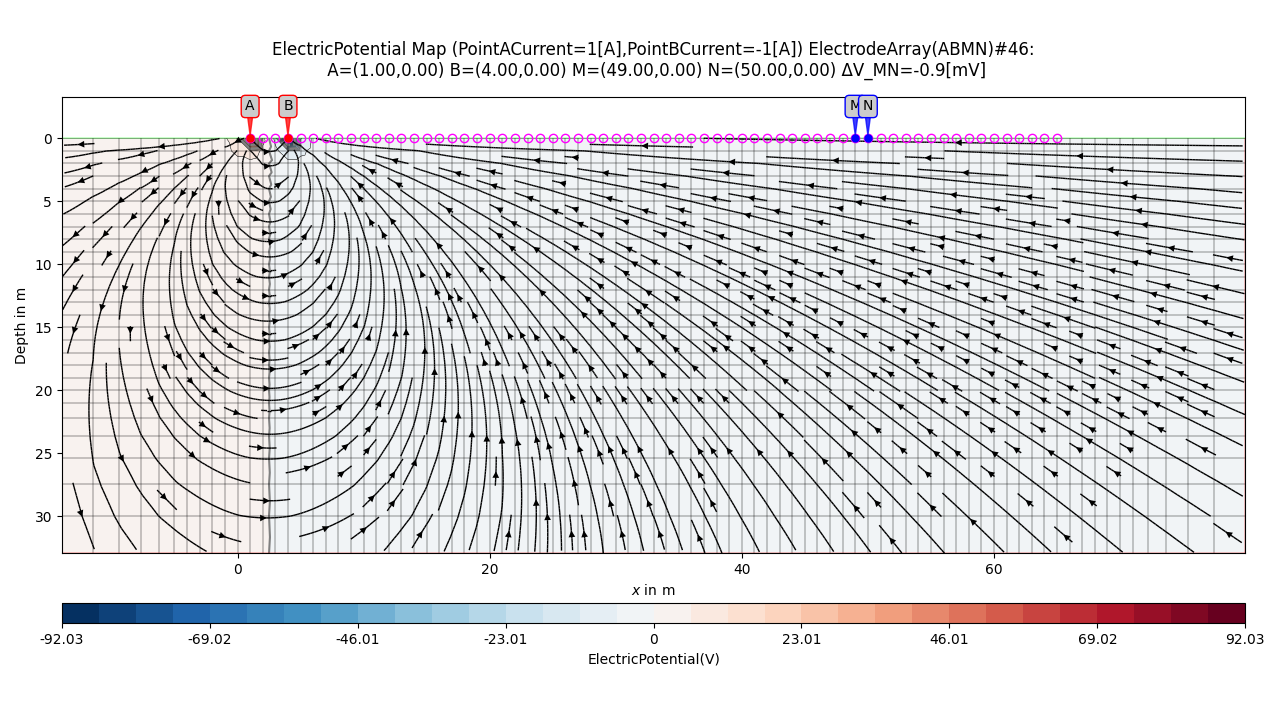 ElectricPotential Map (PointACurrent=1[A],PointBCurrent=-1[A]) ElectrodeArray(ABMN)#46:
A=(1.00,0.00) B=(4.00,0.00) M=(49.00,0.00) N=(50.00,0.00) ΔV_MN=-0.9[mV]
A B M N
0
5
10
15
20
25
30
Depth in m
0 20 40 60
x in m
-92.03 -69.02 -46.01 -23.01 0 23.01 46.01 69.02 92.03
ElectricPotential(V)